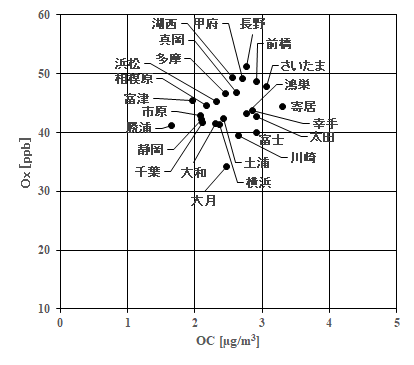 Ox [ppb]
60
50
40
30
20
10
湖西
甲府
長野
真岡
前橋
多摩
浜松
さいたま
相模原
鴻巣
富津
寄居
市原
幸手
勝浦
太田
富士
静岡
川崎
土浦
千葉
大和
横浜
大月
0
1
2
3
4
5
OC [μg/m³]